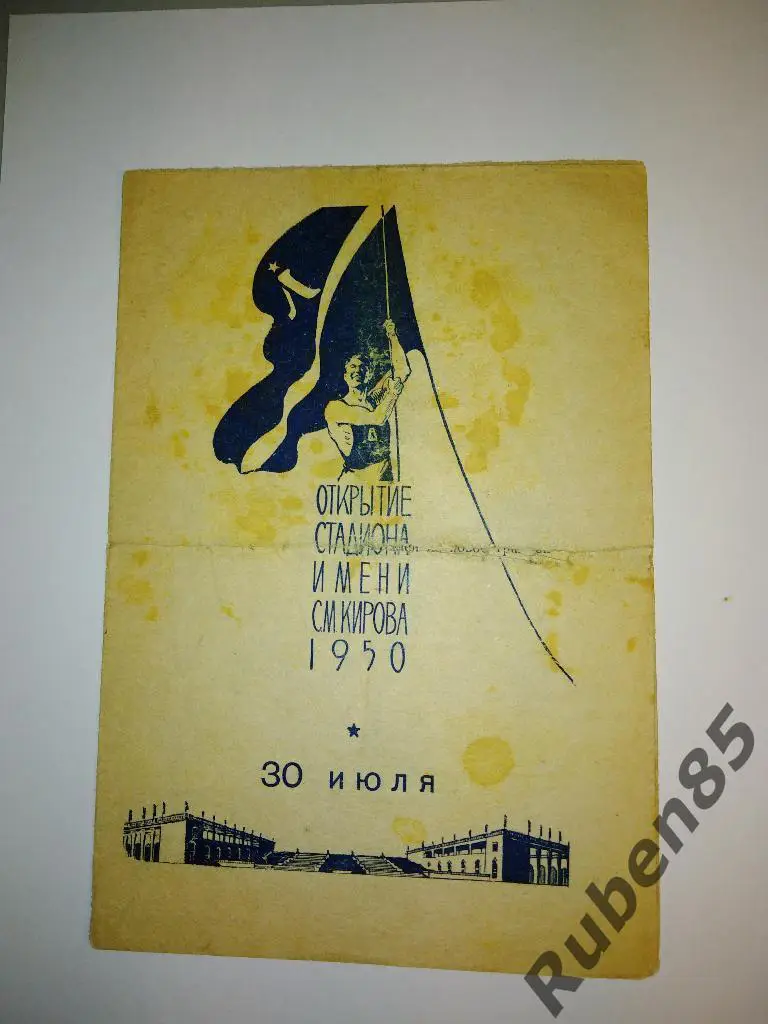 ОТКРЫТИЕ
СТАДИОНА
ИМЕНИ
С.М.КИРОВА
1950
30 ИЮЛЯ
Ruben85